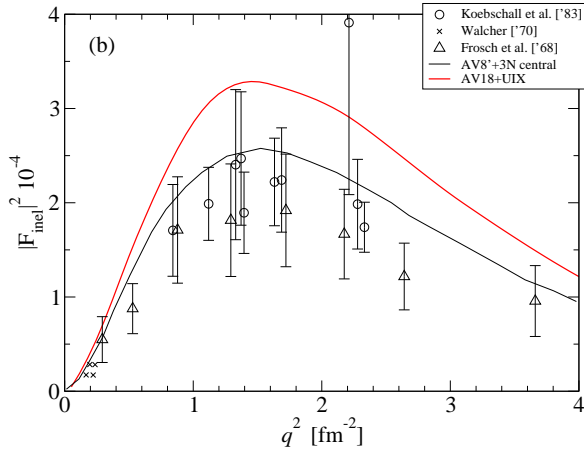 (b)
Koebschall et al. ['83]
Walcher ['70]
Frosch et al. ['68]
AV8'+3N central
AV18+UIX
|F_inel|^2 10^-4
4
3
2
1
0
0 1 2 3 4
q^2 [fm^-2]